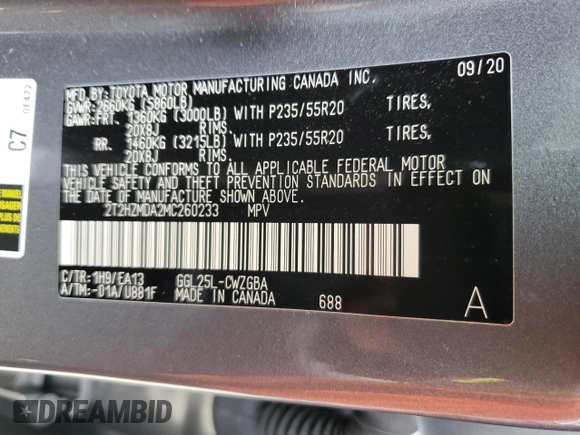 MFD.BY:TOYOTA MOTOR MANUFACTURING CANADA INC. 09/20
GVWR:2660KG (5860LB)
GAWR:FRT. 1360KG (3000LB) WITH P235/55R20 TIRES,
20X8J RIMS.
RR. 1460KG (3215LB) WITH P235/55R20 TIRES,
20X8J RIMS.
THIS VEHICLE CONFORMS TO ALL APPLICABLE FEDERAL MOTOR
VEHICLE SAFETY AND THEFT PREVENTION STANDARDS IN EFFECT ON
THE DATE OF MANUFACTURE SHOWN ABOVE.
2T2HZMDA2MC260233 MPV
C/TR:1H9/EA13 GGL25L-CWZGBA
A/TM:-01A/U881F MADE IN CANADA 688 A
C7
DREAMBID